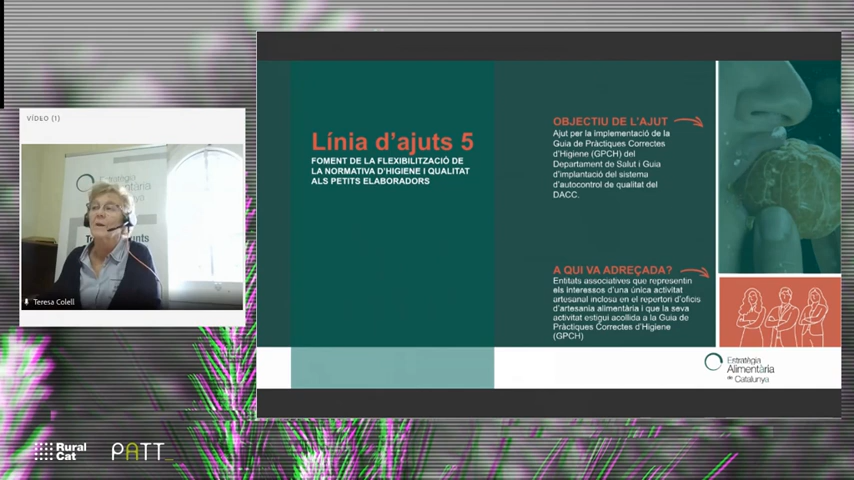 VÍDEO (1)
Estratègia
Alimentària
Catalunya
Teresa Colell
Línia d'ajuts 5
FOMENT DE LA FLEXIBILITZACIÓ DE
LA NORMATIVA D'HIGIENE I QUALITAT
ALS PETITS ELABORADORS
OBJECTIU DE L'AJUT
Ajut per la implementació de la
Guia de Pràctiques Correctes
d'Higiene (GPCH) del
Departament de Salut i Guia
d'implantació del sistema
d'autocontrol de qualitat del
DACC.
A QUI VA ADREÇADA?
Entitats associatives que representin
els interessos d'una única activitat
artesanal inclosa en el repertori d'oficis
d'artesania alimentària i que la seva
activitat estigui acollida a la Guia de
Pràctiques Correctes d'Higiene
(GPCH)
Estratègia
Alimentària
de Catalunya
Rural
Cat
PATT_